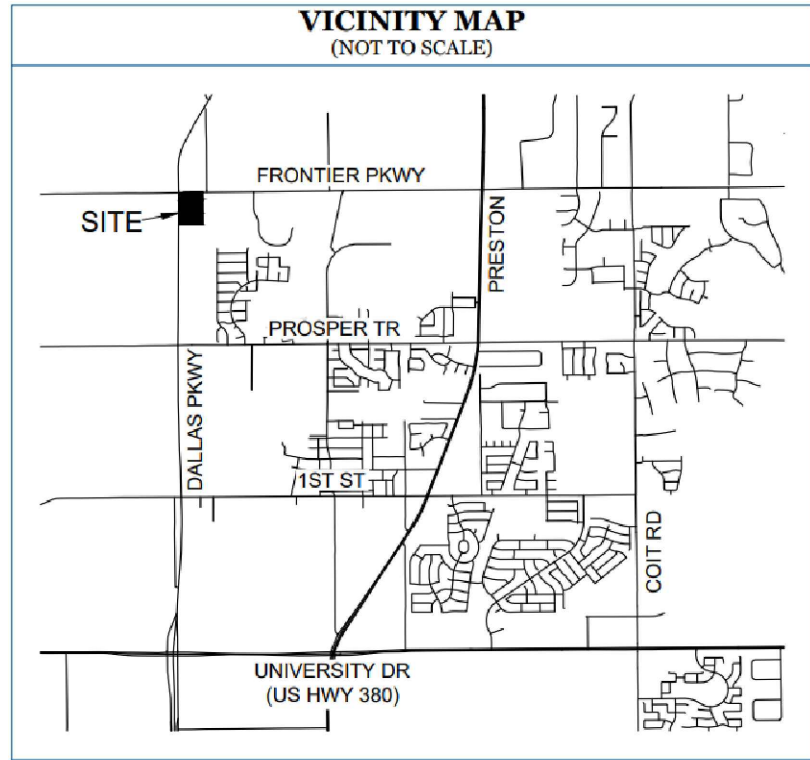 VICINITY MAP
(NOT TO SCALE)
FRONTIER PKWY
SITE
PRESTON
PROSPER TR
DALLAS PKWY
1ST ST
COIT RD
UNIVERSITY DR
(US HWY 380)